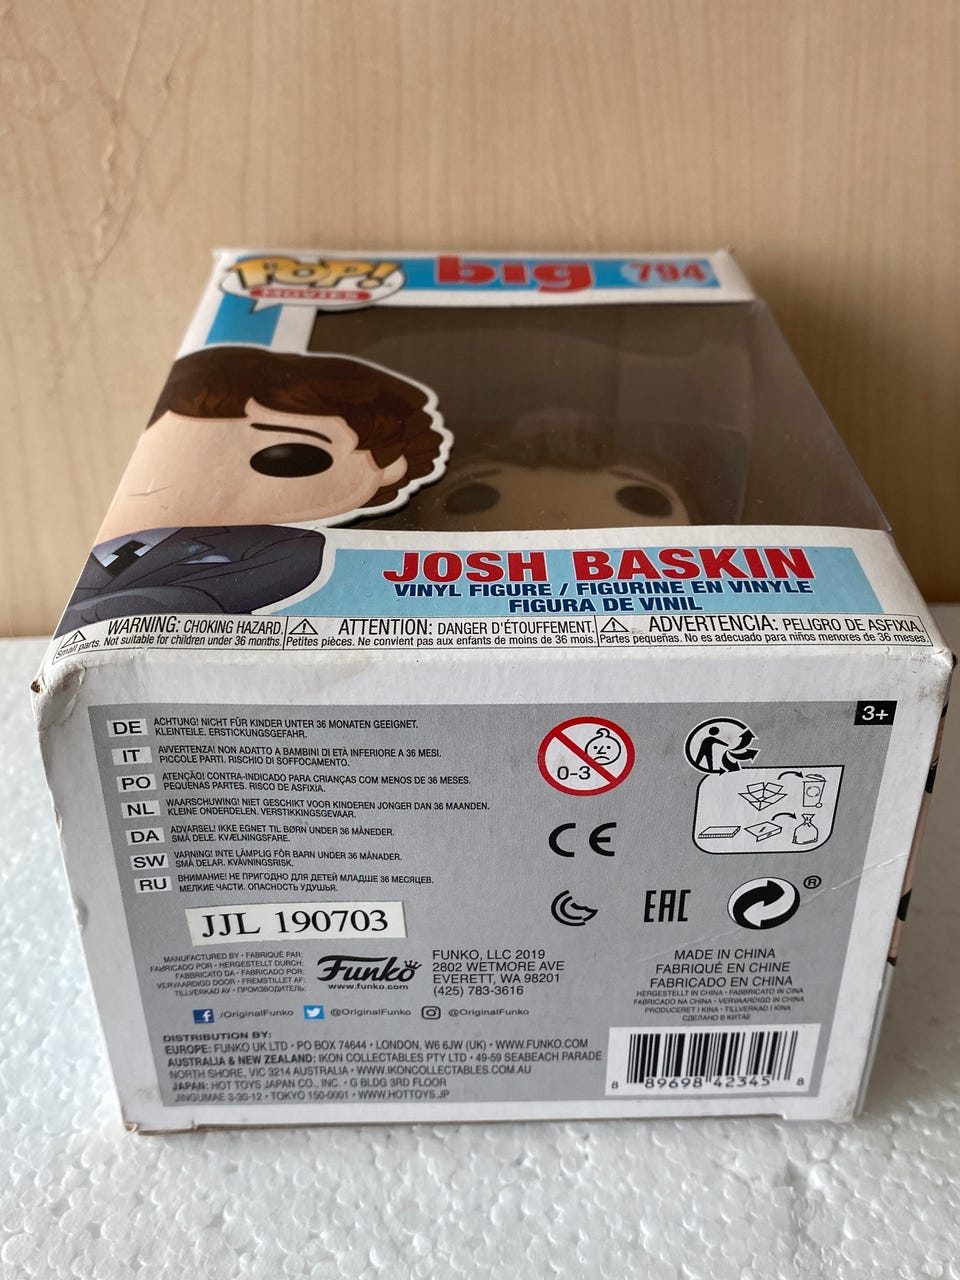 POP!
MOVIES
big
794
JOSH BASKIN
VINYL FIGURE / FIGURINE EN VINYLE
FIGURA DE VINIL
WARNING: CHOKING HAZARD.
Small parts. Not suitable for children under 36 months.
ATTENTION: DANGER D'ÉTOUFFEMENT.
Petites pièces. Ne convient pas aux enfants de moins de 36 mois.
ADVERTENCIA: PELIGRO DE ASFIXIA.
Partes pequeñas. No es adecuado para niños menores de 36 meses.
3+
DE ACHTUNG! NICHT FÜR KINDER UNTER 36 MONATEN GEEIGNET.
KLEINTEILE. ERSTICKUNGSGEFAHR.
IT AVVERTENZA! NON ADATTO A BAMBINI DI ETÀ INFERIORE A 36 MESI.
PICCOLE PARTI. RISCHIO DI SOFFOCAMENTO.
PO ATENÇÃO! CONTRA-INDICADO PARA CRIANÇAS COM MENOS DE 36 MESES.
PEQUENAS PARTES. RISCO DE ASFIXIA.
NL WAARSCHUWING! NIET GESCHIKT VOOR KINDEREN JONGER DAN 36 MAANDEN.
KLEINE ONDERDELEN. VERSTIKKINGSGEVAAR.
DA ADVARSEL! IKKE EGNET TIL BØRN UNDER 36 MÅNEDER.
SMÅ DELE. KVÆLNINGSFARE.
SW VARNING! INTE LÄMPLIG FÖR BARN UNDER 36 MÅNADER.
SMÅ DELAR. KVÄVNINGSRISK.
RU ВНИМАНИЕ! НЕ ПРИГОДНО ДЛЯ ДЕТЕЙ МЛАДШЕ 36 МЕСЯЦЕВ.
МЕЛКИЕ ЧАСТИ. ОПАСНОСТЬ УДУШЬЯ.
0-3
CE
EAC
®
JJL 190703
MANUFACTURED BY • FABRIQUÉ PAR:
FABRICADO POR • HERGESTELLT DURCH:
FABBRICATO DA • FABRICADO POR:
VERVAARDIGD DOOR • FREMSTILLET AF:
TILLVERKAD AV • ПРОИЗВОДИТЕЛЬ:
Funko
www.funko.com
FUNKO, LLC 2019
2802 WETMORE AVE
EVERETT, WA 98201
(425) 783-3616
MADE IN CHINA
FABRIQUÉ EN CHINE
FABRICADO EN CHINA
HERGESTELLT IN CHINA • FABBRICATO IN CINA
FABRICADO NA CHINA • VERVAARDIGD IN CHINA
PRODUCERET I KINA • TILLVERKAD I KINA
СДЕЛАНО В КИТАЕ
/OriginalFunko @OriginalFunko @OriginalFunko
DISTRIBUTION BY:
EUROPE: FUNKO UK LTD • PO BOX 74644 • LONDON, W6 6JW (UK) • WWW.FUNKO.COM
AUSTRALIA & NEW ZEALAND: IKON COLLECTABLES PTY LTD • 49-59 SEABEACH PARADE
NORTH SHORE, VIC 3214 AUSTRALIA • WWW.IKONCOLLECTABLES.COM.AU
JAPAN: HOT TOYS JAPAN CO., INC. • G BLDG 3RD FLOOR
JINGUMAE 3-30-12 • TOKYO 150-0001 • WWW.HOTTOYS.JP
8 89698 42345 8